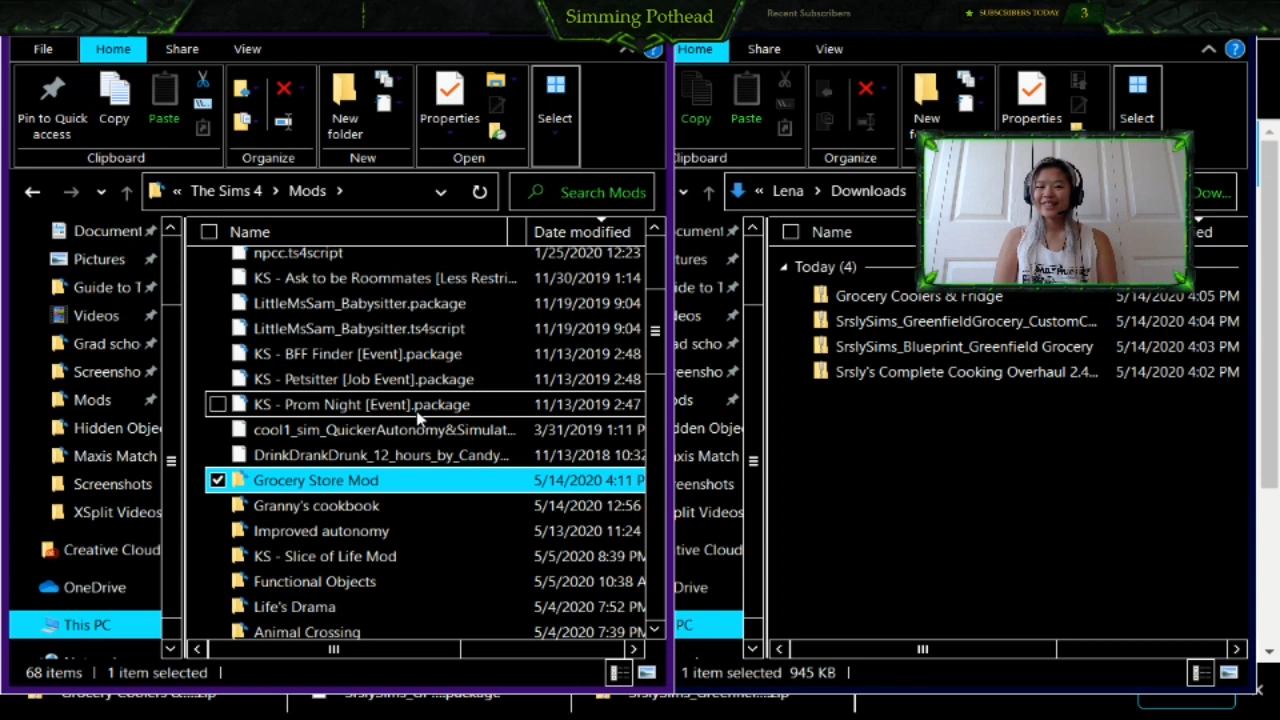 Simming Pothead
Recent Subscribers
SUBSCRIBERS TODAY 3
File Home Share View
Pin to Quick access
Copy
Paste
Clipboard
Organize
New folder
New
Properties
Open
Select
« The Sims 4 > Mods >
Search Mods
Document
Pictures
Guide to T
Videos
Grad scho
Screensho
Mods
Hidden Obje
Maxis Match
Screenshots
XSplit Videos
Creative Cloud
OneDrive
This PC
Name Date modified
npcc.ts4script 1/25/2020 12:23
KS - Ask to be Roommates [Less Restri... 11/30/2019 1:14
LittleMsSam_Babysitter.package 11/19/2019 9:04
LittleMsSam_Babysitter.ts4script 11/19/2019 9:04
KS - BFF Finder [Event].package 11/13/2019 2:48
KS - Petsitter [Job Event].package 11/13/2019 2:48
KS - Prom Night [Event].package 11/13/2019 2:47
cool1_sim_QuickerAutonomy&Simulat... 3/31/2019 1:11 P
DrinkDrankDrunk_12_hours_by_Candy... 11/13/2018 10:32
Grocery Store Mod 5/14/2020 4:11 P
Granny's cookbook 5/14/2020 12:56
Improved autonomy 5/13/2020 11:24
KS - Slice of Life Mod 5/5/2020 8:39 PM
Functional Objects 5/5/2020 10:38 A
Life's Drama 5/4/2020 7:52 PM
Animal Crossing 5/4/2020 7:39 PM
68 items 1 item selected
Home Share View
Copy
Paste
Clipboard
Organize
New
Properties
Select
« Lena > Downloads
Dow...
Name
Today (4)
Grocery Coolers & Fridge 5/14/2020 4:05 PM
SrslySims_GreenfieldGrocery_CustomC... 5/14/2020 4:04 PM
SrslySims_Blueprint_Greenfield Grocery 5/14/2020 4:03 PM
Srsly's Complete Cooking Overhaul 2.4... 5/14/2020 4:02 PM
1 item selected 945 KB